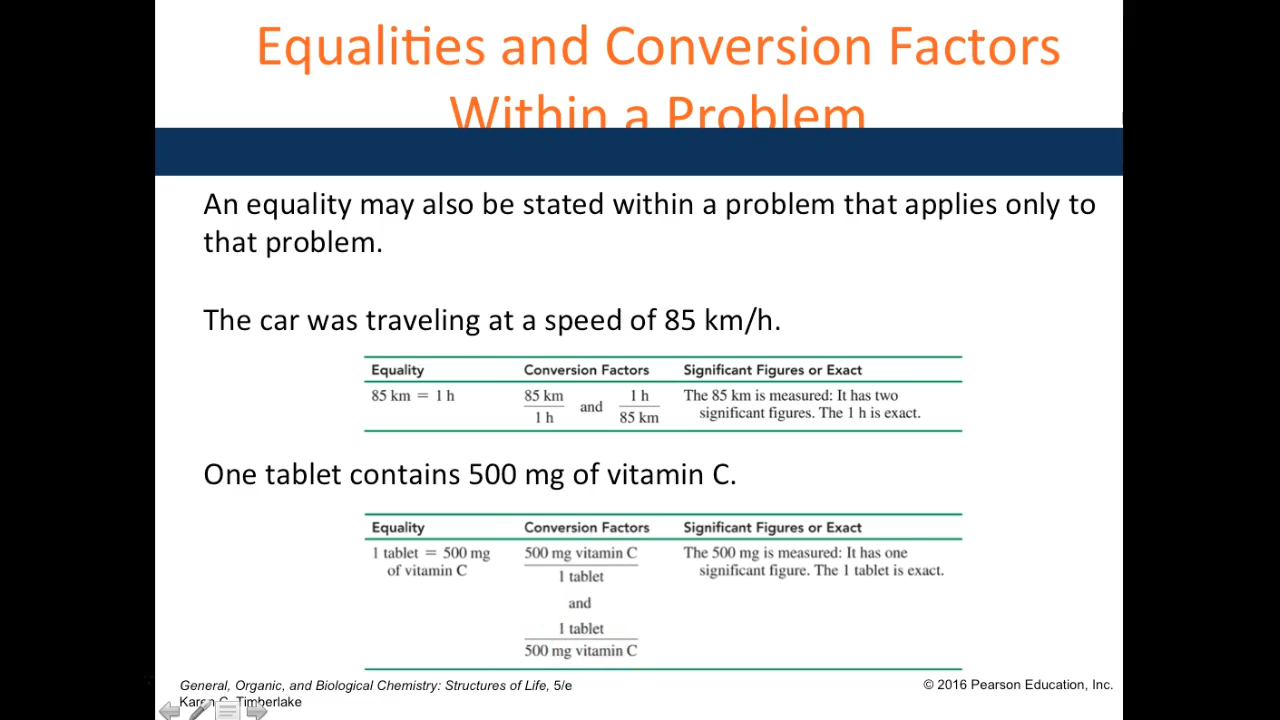 Equalities and Conversion Factors
Within a Problem
An equality may also be stated within a problem that applies only to
that problem.
The car was traveling at a speed of 85 km/h.
Equality Conversion Factors Significant Figures or Exact
85 km = 1 h 85 km and 1 h The 85 km is measured: It has two
1 h 85 km significant figures. The 1 h is exact.
One tablet contains 500 mg of vitamin C.
Equality Conversion Factors Significant Figures or Exact
1 tablet = 500 mg 500 mg vitamin C The 500 mg is measured: It has one
of vitamin C 1 tablet significant figure. The 1 tablet is exact.
and
1 tablet
500 mg vitamin C
General, Organic, and Biological Chemistry: Structures of Life, 5/e © 2016 Pearson Education, Inc.
Karen C. Timberlake